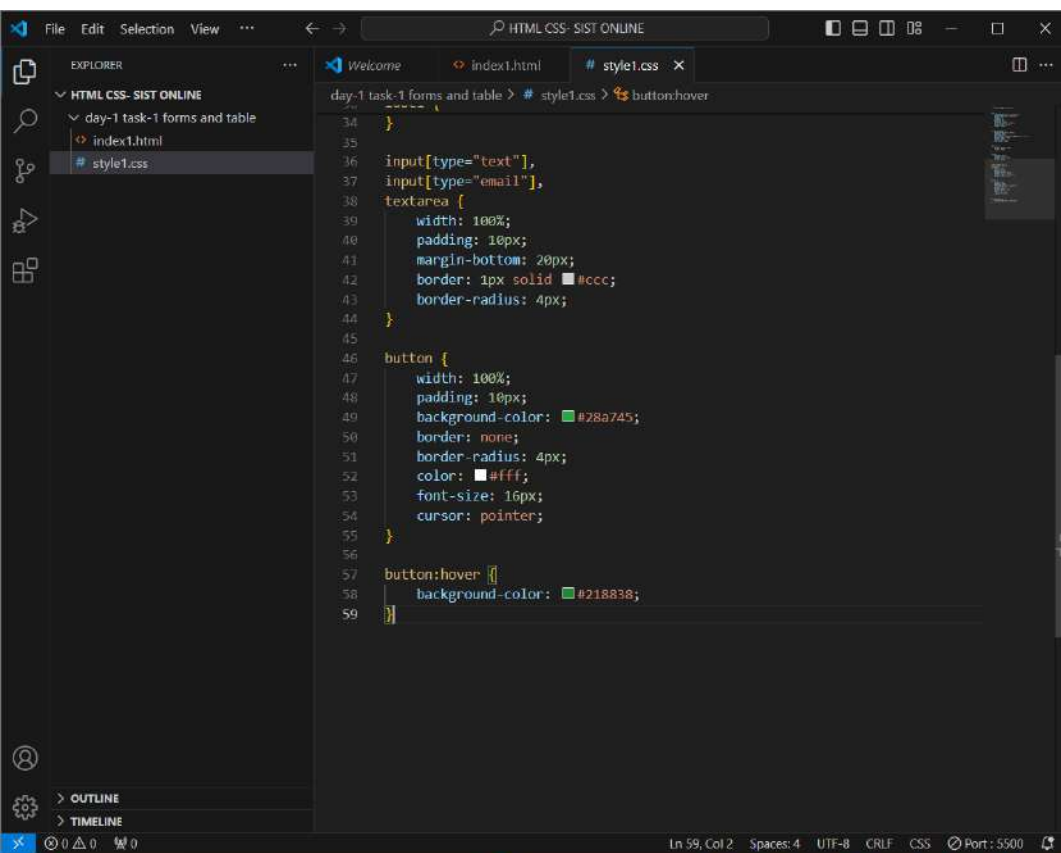 File Edit Selection View ··· HTML CSS- SIST ONLINE
EXPLORER
HTML CSS- SIST ONLINE
day-1 task-1 forms and table
index1.html
# style1.css
Welcome index1.html # style1.css
day-1 task-1 forms and table > # style1.css > button:hover
34 }
35
36 input[type="text"],
37 input[type="email"],
38 textarea {
39 width: 100%;
40 padding: 10px;
41 margin-bottom: 20px;
42 border: 1px solid #ccc;
43 border-radius: 4px;
44 }
45
46 button {
47 width: 100%;
48 padding: 10px;
49 background-color: #28a745;
50 border: none;
51 border-radius: 4px;
52 color: #fff;
53 font-size: 16px;
54 cursor: pointer;
55 }
56
57 button:hover {
58 background-color: #218838;
59 }
OUTLINE
TIMELINE
0 0 0 Ln 59, Col 2 Spaces: 4 UTF-8 CRLF CSS Port : 5500